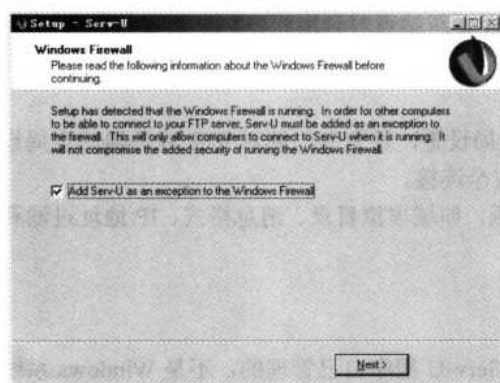 Setup - Serv-U
Windows Firewall
Please read the following information about the Windows Firewall before
continuing.
Setup has detected that the Windows Firewall is running. In order for other computers
to be able to connect to your FTP server, Serv-U must be added as an exception to
the firewall. This will only allow computers to connect to Serv-U when it is running. It
will not compromise the added security of running the Windows Firewall.
Add Serv-U as an exception to the Windows Firewall
Next >